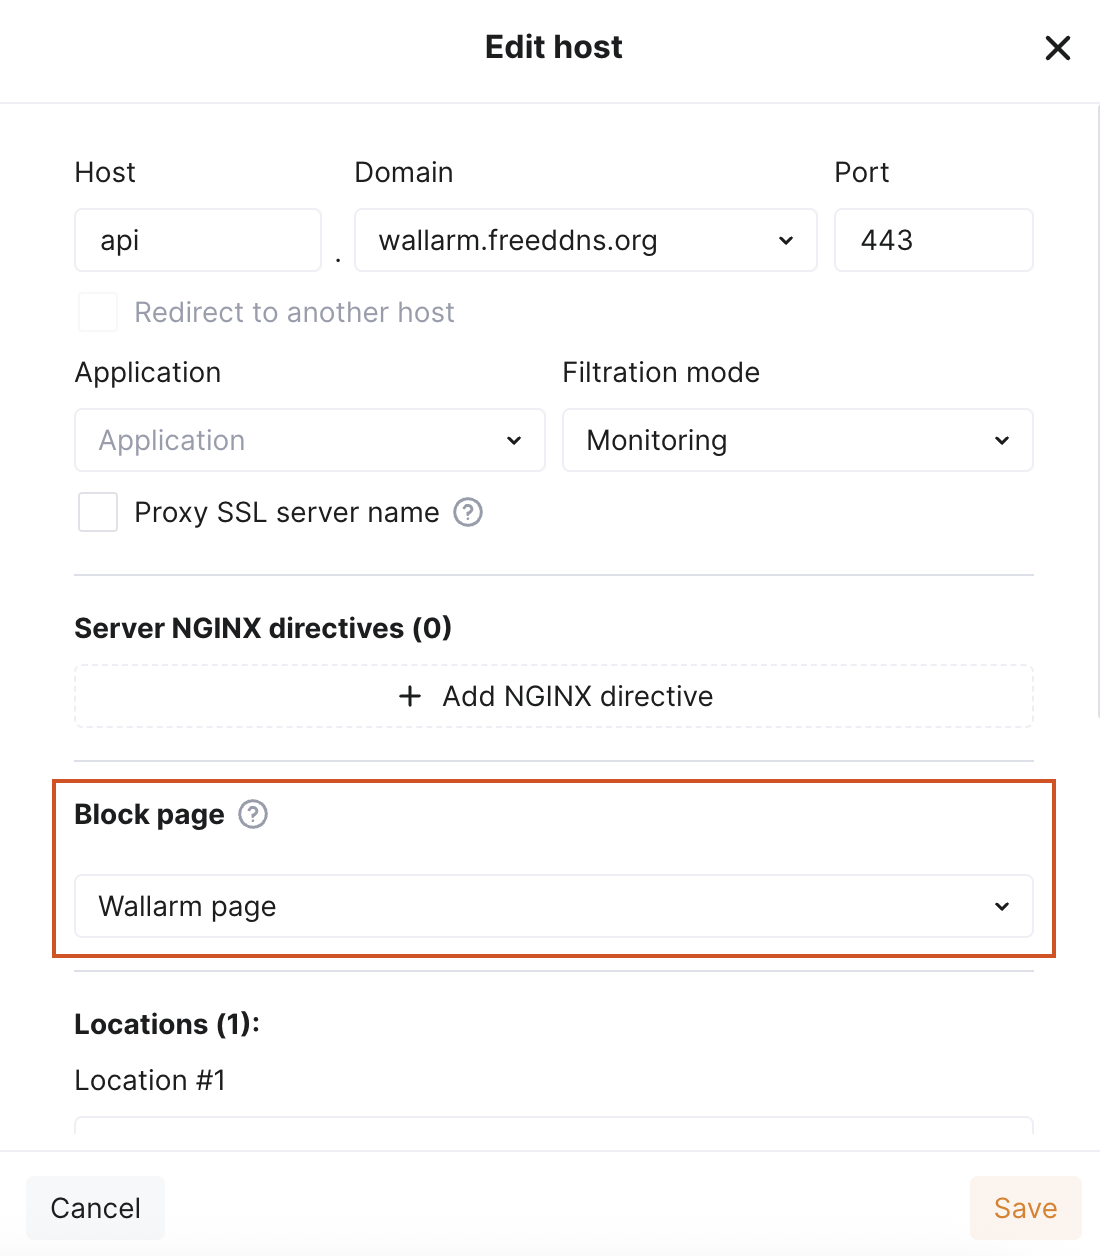 Edit host
Host Domain Port
api . wallarm.freeddns.org 443
Redirect to another host
Application Filtration mode
Application Monitoring
Proxy SSL server name ?
Server NGINX directives (0)
+ Add NGINX directive
Block page ?
Wallarm page
Locations (1):
Location #1
Cancel Save